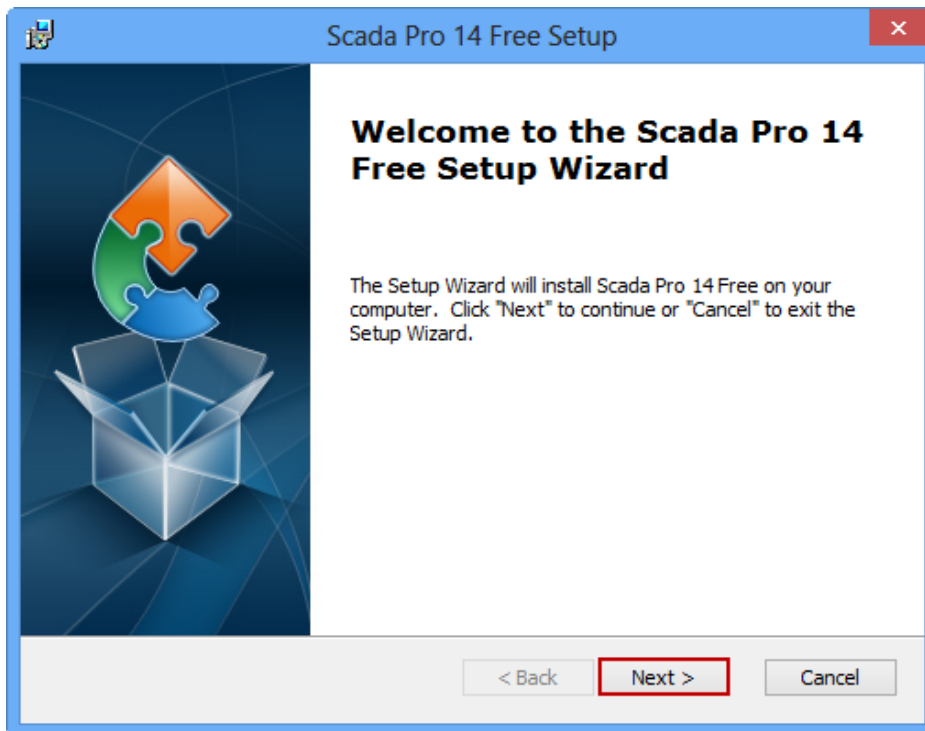 Scada Pro 14 Free Setup
Welcome to the Scada Pro 14
Free Setup Wizard
The Setup Wizard will install Scada Pro 14 Free on your
computer. Click "Next" to continue or "Cancel" to exit the
Setup Wizard.
< Back Next > Cancel